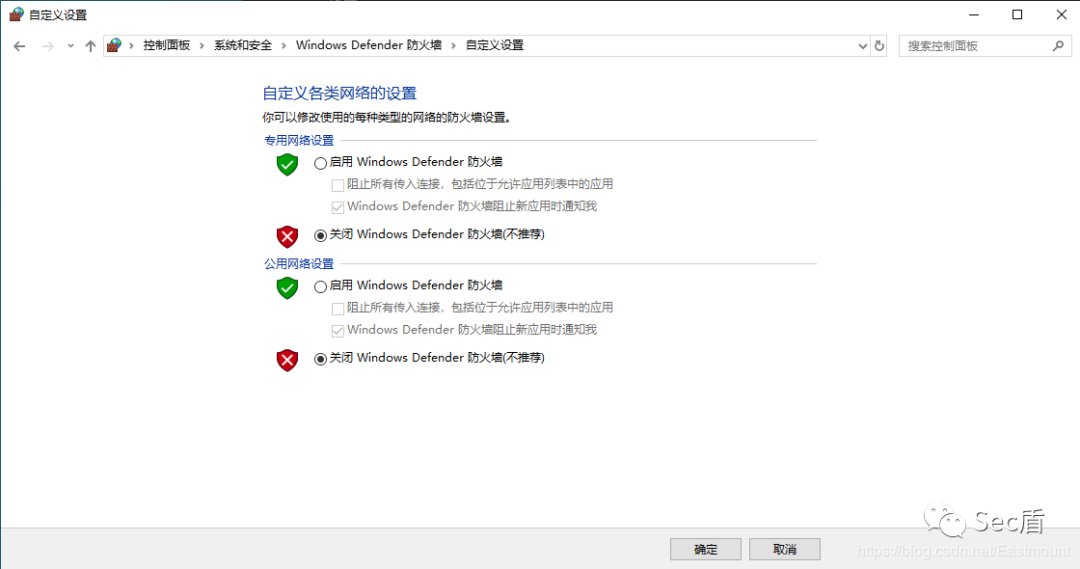 自定义设置
控制面板 系统和安全 Windows Defender 防火墙 自定义设置
搜索控制面板
自定义各类网络的设置
你可以修改使用的每种类型的网络的防火墙设置。
专用网络设置
启用 Windows Defender 防火墙
阻止所有传入连接，包括位于允许应用列表中的应用
Windows Defender 防火墙阻止新应用时通知我
关闭 Windows Defender 防火墙(不推荐)
公用网络设置
启用 Windows Defender 防火墙
阻止所有传入连接，包括位于允许应用列表中的应用
Windows Defender 防火墙阻止新应用时通知我
关闭 Windows Defender 防火墙(不推荐)
Sec盾
确定 取消
https://blog.csdn.net/Eastmount